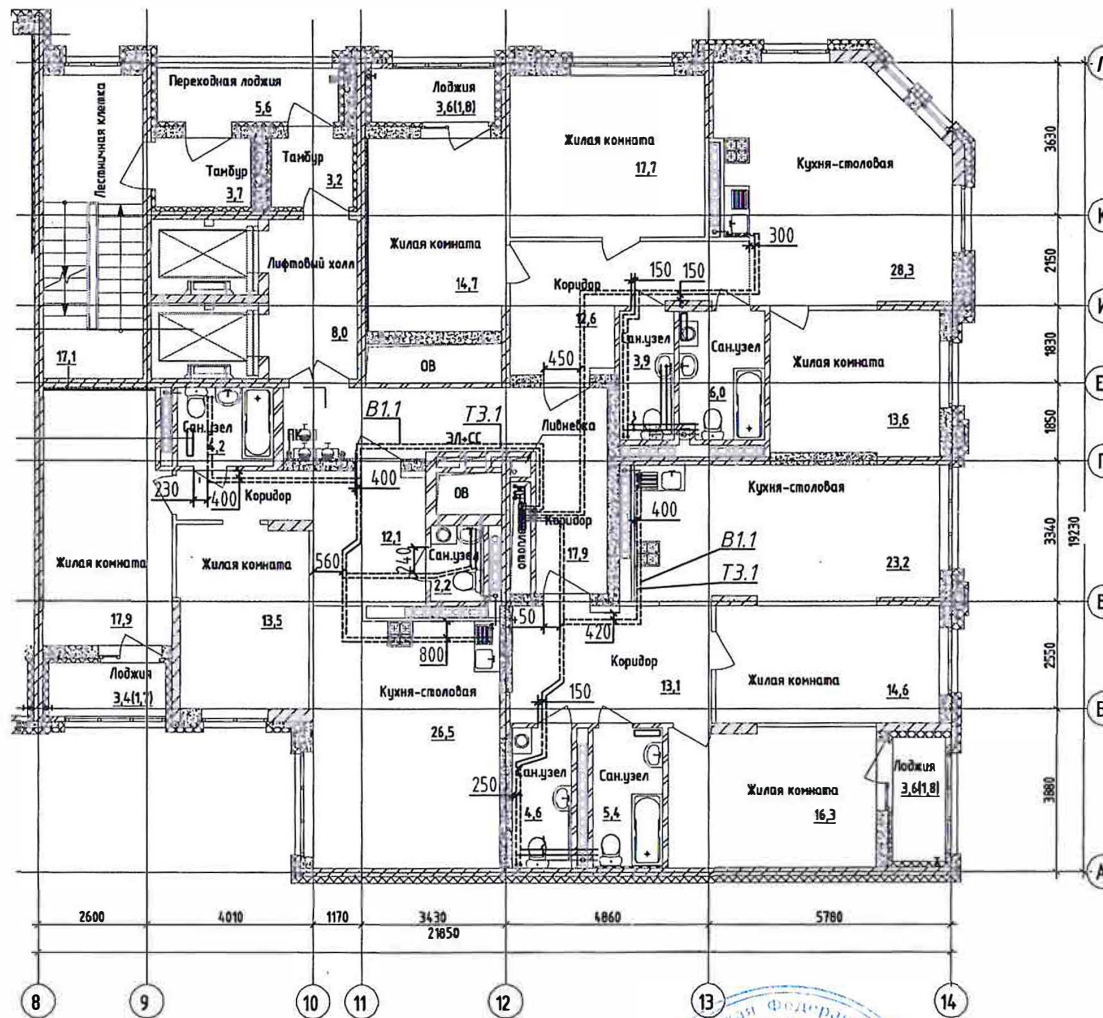 Переходная лоджия
5,6
Лоджия
3,6(1,8)
Лестничная клетка
Тамбур
3,7
Тамбур
3,2
Жилая комната
17,7
Кухня-столовая
28,3
Жилая комната
14,7
Лифтовый холл
8,0
Коридор
12,6
150
150
300
17,1
ОВ
450
Сан.узел
3,9
Сан.узел
6,0
Жилая комната
13,6
В1.1
Т3.1
Ливневка
ЭЛ+СС
ПК
Сан.узел
230
400
Коридор
400
ОВ
Коридор
17,9
400
Кухня-столовая
23,2
В1.1
Т3.1
12,1
240
Сан.узел
2,2
560
Жилая комната
17,9
Жилая комната
13,5
800
420
Лоджия
3,4(1,7)
Кухня-столовая
26,5
Коридор
13,1
150
Жилая комната
14,6
250
4,6
Сан.узел
5,4
Жилая комната
16,3
Лоджия
3,6(1,8)
3630
2150
1830
1850
3340
2550
3880
19230
К
И
Е
Г
В
А
2600
4010
1170
3430
4860
5780
21850
8
9
10
11
12
13
14